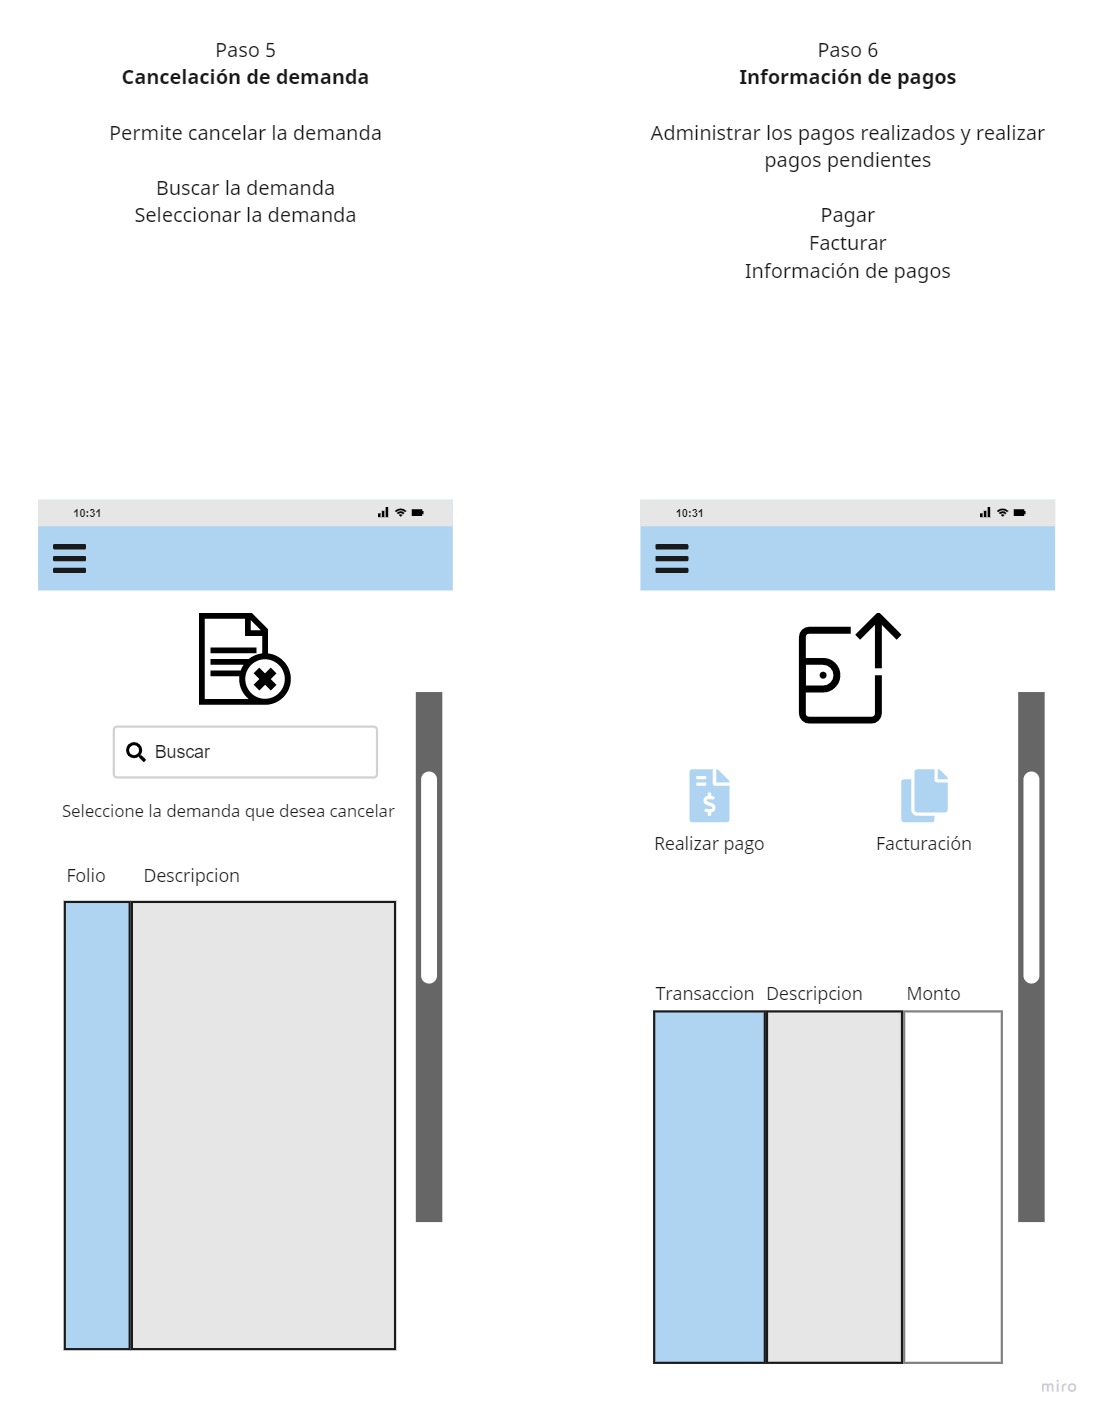 Paso 5
Cancelación de demanda
Permite cancelar la demanda
Buscar la demanda
Seleccionar la demanda
Paso 6
Información de pagos
Administrar los pagos realizados y realizar
pagos pendientes
Pagar
Facturar
Información de pagos
10:31
Buscar
Seleccione la demanda que desea cancelar
Folio Descripcion
10:31
$
Realizar pago Facturación
Transaccion Descripcion Monto
miro